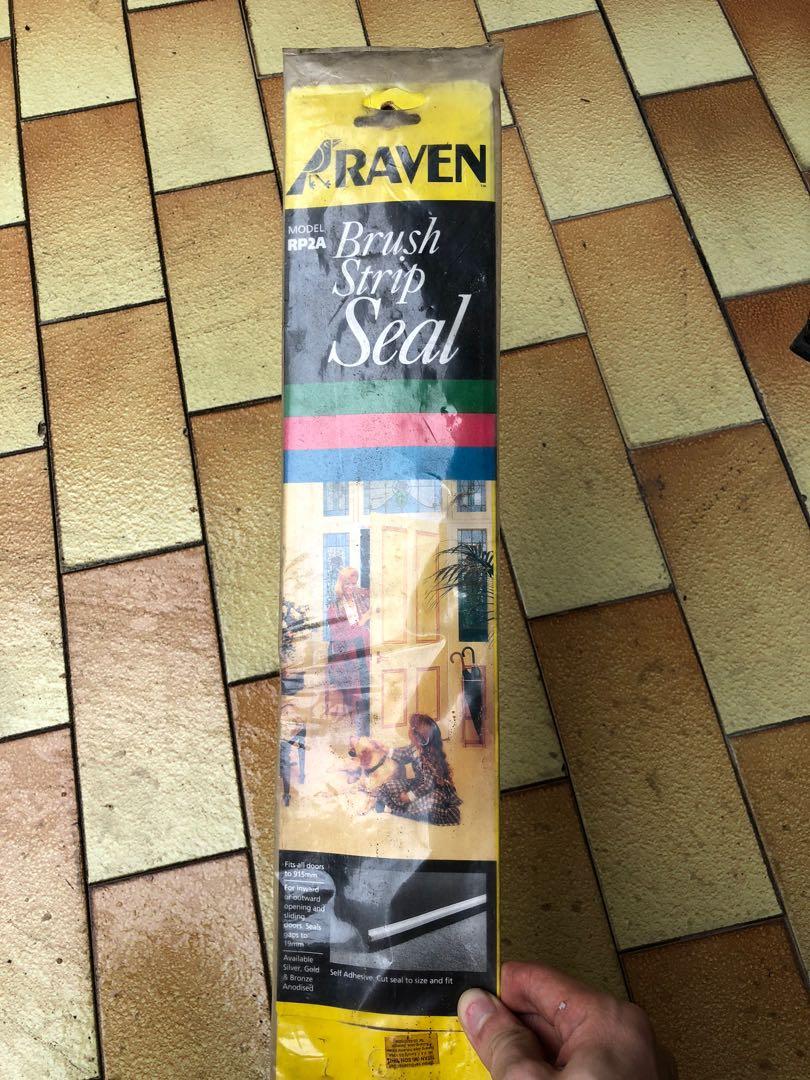 RAVEN
MODEL
RP2A
Brush
Strip
Seal
Fits all doors
to 915mm
For inward
or outward
opening and
sliding
doors. Seals
gaps to
19mm
Available
Silver, Gold
& Bronze
Anodised
Self Adhesive. Cut seal to size and fit